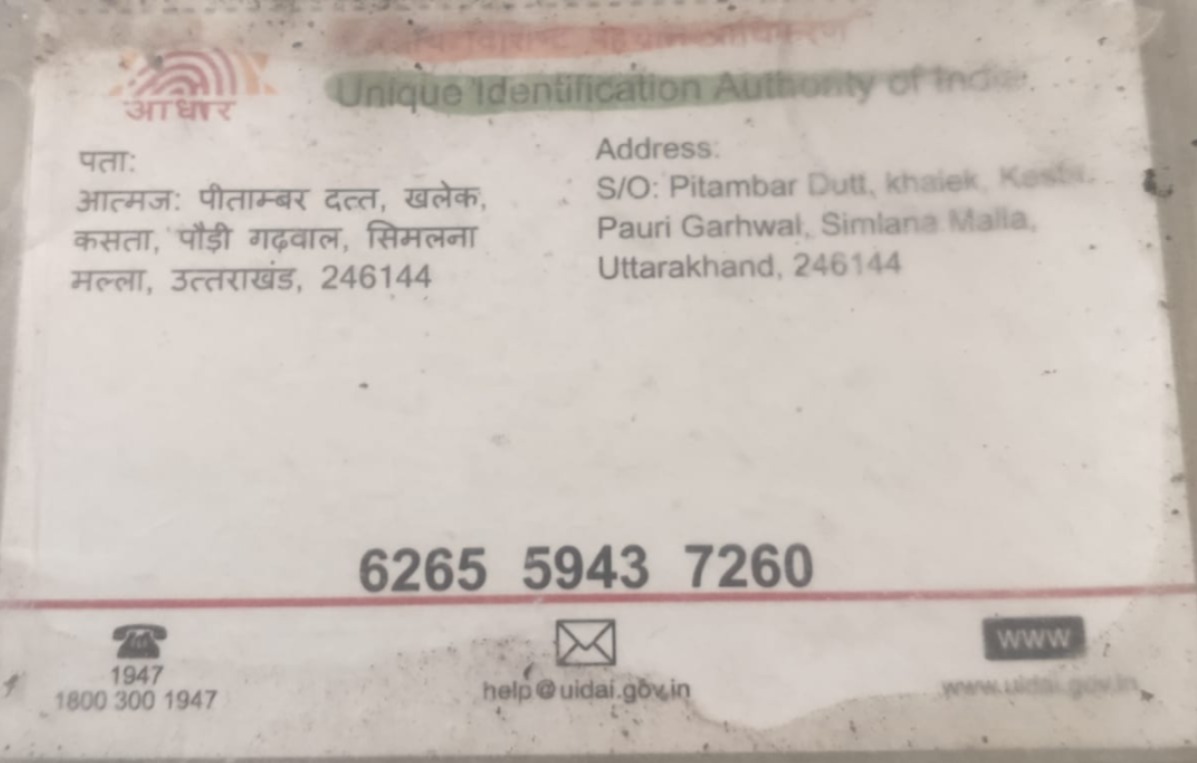 आधार
Unique Identification Authority of India
पता:
आत्मज: पीताम्बर दत्त, खलेक,
कसता, पौड़ी गढ़वाल, सिमलना
मल्ला, उत्तराखंड, 246144
Address:
S/O: Pitambar Dutt, khalek,
Pauri Garhwal, Simlana Malla,
Uttarakhand, 246144
6265 5943 7260
1947
1800 300 1947
help@uidai.gov.in
WWW
www.uidai.gov.in